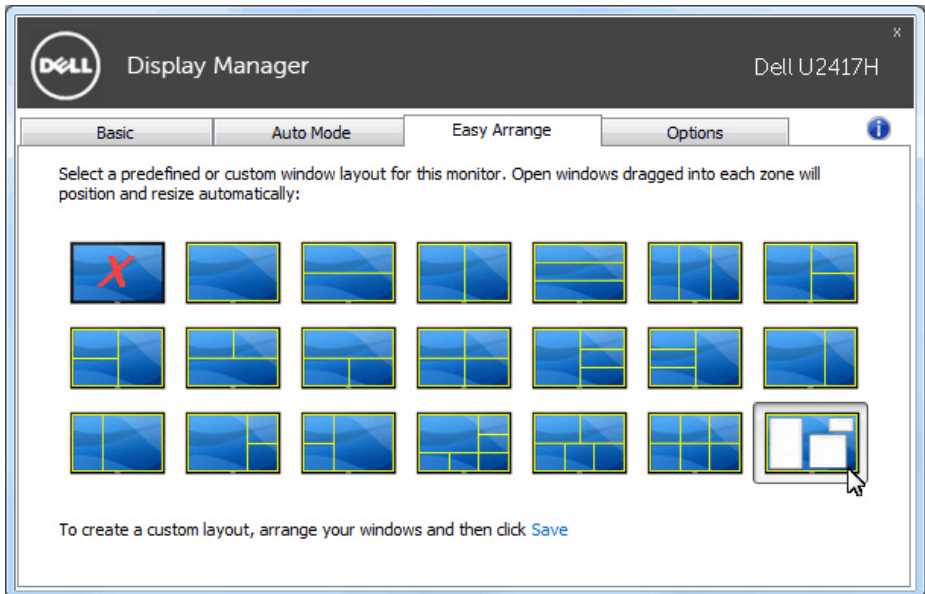 DELL
Display Manager
x
Dell U2417H
Basic
Auto Mode
Easy Arrange
Options
i
Select a predefined or custom window layout for this monitor. Open windows dragged into each zone will
position and resize automatically:
X
To create a custom layout, arrange your windows and then click Save